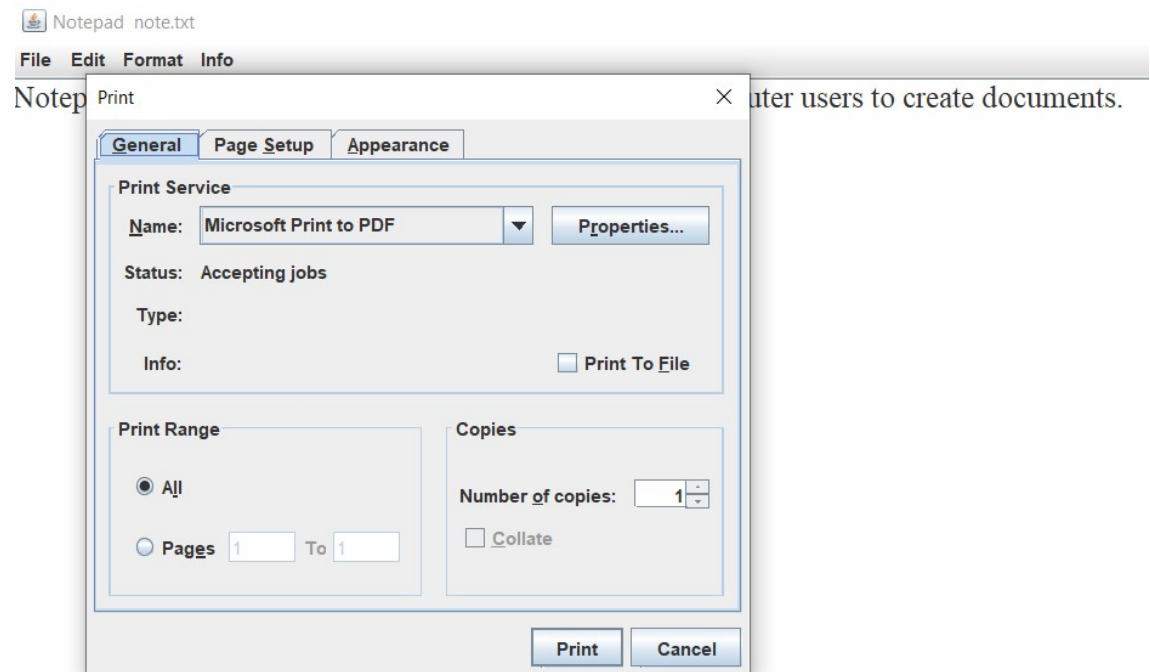 Notepad note.txt
File Edit Format Info
Print
uter users to create documents.
General Page Setup Appearance
Print Service
Name: Microsoft Print to PDF Properties...
Status: Accepting jobs
Type:
Info: Print To File
Print Range Copies
All
Number of copies: 1
Pages 1 To 1 Collate
Print Cancel